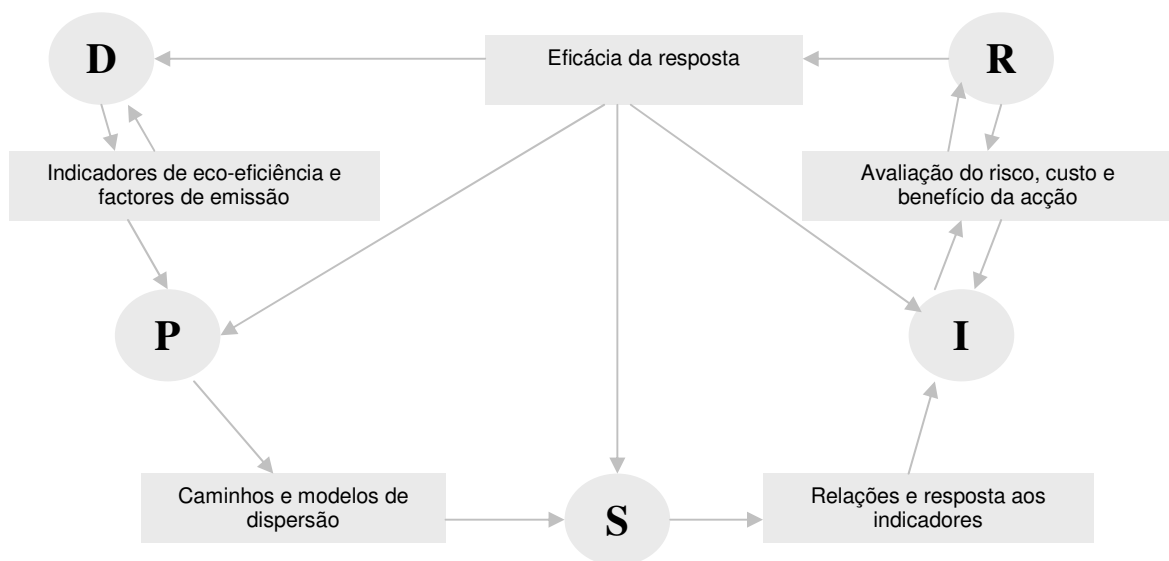 D
Eficácia da resposta
R
Indicadores de eco-eficiência e
factores de emissão
Avaliação do risco, custo e
benefício da acção
P
I
Caminhos e modelos de
dispersão
S
Relações e resposta aos
indicadores